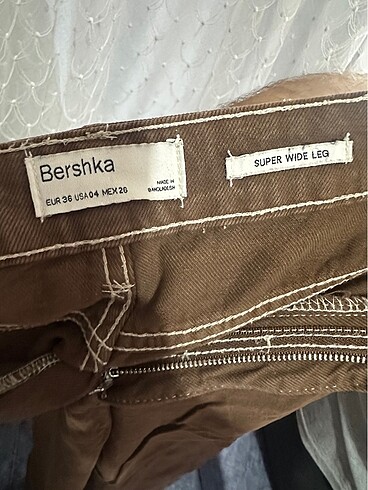 Bershka
MADE IN
BANGLADESH
EUR 36 USA 04 MEX 26
SUPER WIDE LEG